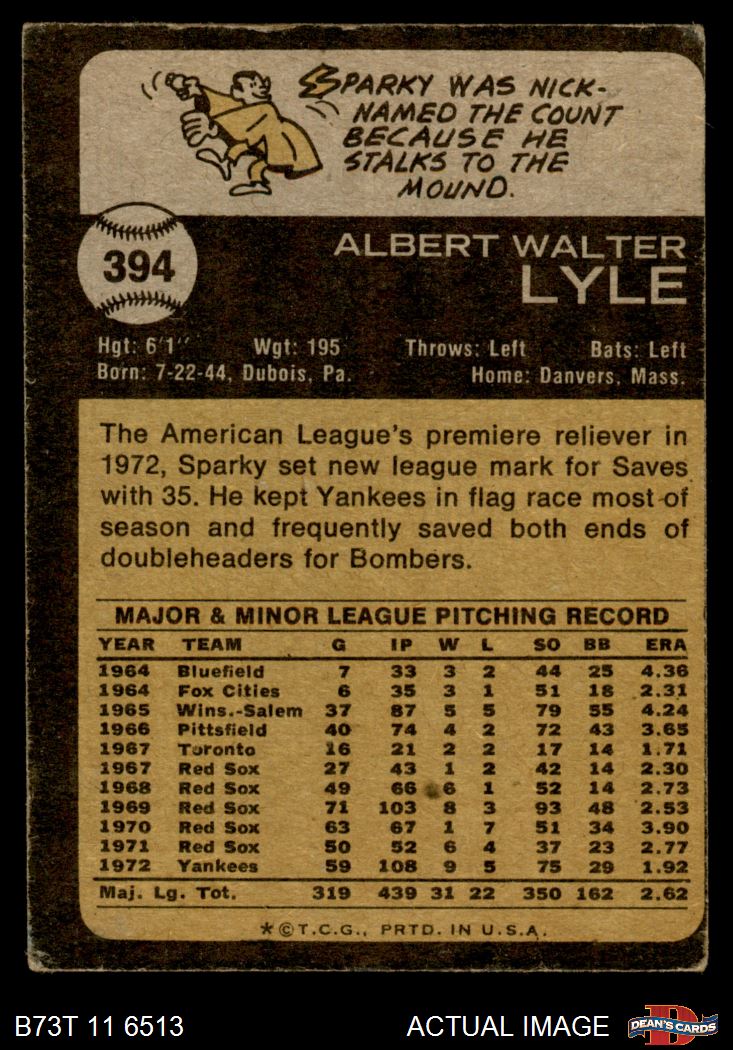 SPARKY WAS NICK-
NAMED THE COUNT
BECAUSE HE
STALKS TO THE
MOUND.
394
ALBERT WALTER
LYLE
Hgt: 6'1" Wgt: 195 Throws: Left Bats: Left
Born: 7-22-44, Dubois, Pa. Home: Danvers, Mass.
The American League's premiere reliever in
1972, Sparky set new league mark for Saves
with 35. He kept Yankees in flag race most of
season and frequently saved both ends of
doubleheaders for Bombers.
MAJOR & MINOR LEAGUE PITCHING RECORD
YEAR TEAM G IP W L SO BB ERA
1964 Bluefield 7 33 3 2 44 25 4.36
1964 Fox Cities 6 35 3 1 51 18 2.31
1965 Wins.-Salem 37 87 5 5 79 55 4.24
1966 Pittsfield 40 74 4 2 72 43 3.65
1967 Toronto 16 21 2 2 17 14 1.71
1967 Red Sox 27 43 1 2 42 14 2.30
1968 Red Sox 49 66 6 1 52 14 2.73
1969 Red Sox 71 103 8 3 93 48 2.53
1970 Red Sox 63 67 1 7 51 34 3.90
1971 Red Sox 50 52 6 4 37 23 2.77
1972 Yankees 59 108 9 5 75 29 1.92
Maj. Lg. Tot. 319 439 31 22 350 162 2.62
*©T.C.G., PRTD. IN U.S.A.
B73T 11 6513 ACTUAL IMAGE DEAN'S CARDS